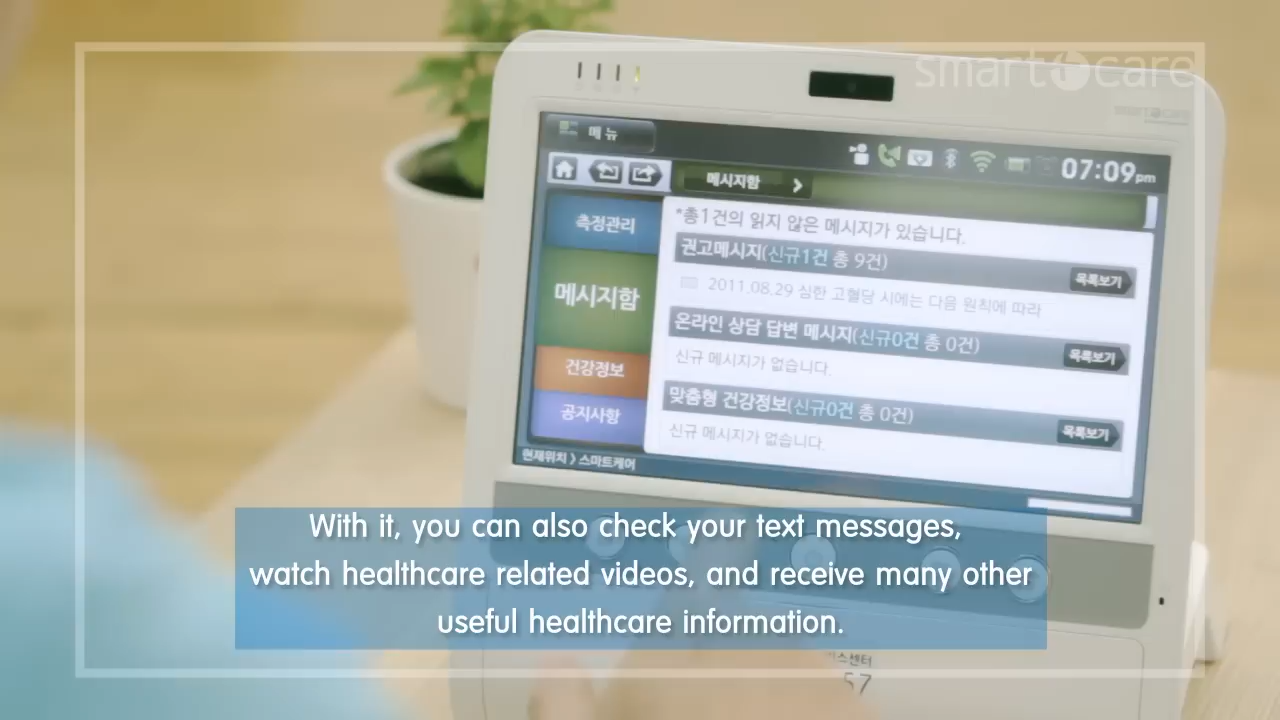 smart care
메뉴
07:09pm
메시지함
측정관리
메시지함
건강정보
공지사항
*총1건의 읽지 않은 메시지가 있습니다.
권고메시지(신규1건 총 9건)
목록보기
2011.08.29 심한 고혈당 시에는 다음 원칙에 따라
온라인 상담 답변 메시지(신규0건 총 0건)
목록보기
신규 메시지가 없습니다.
맞춤형 건강정보(신규0건 총 0건)
목록보기
신규 메시지가 없습니다.
현재위치 > 스마트케어
With it, you can also check your text messages,
watch healthcare related videos, and receive many other
useful healthcare information.
센터
57